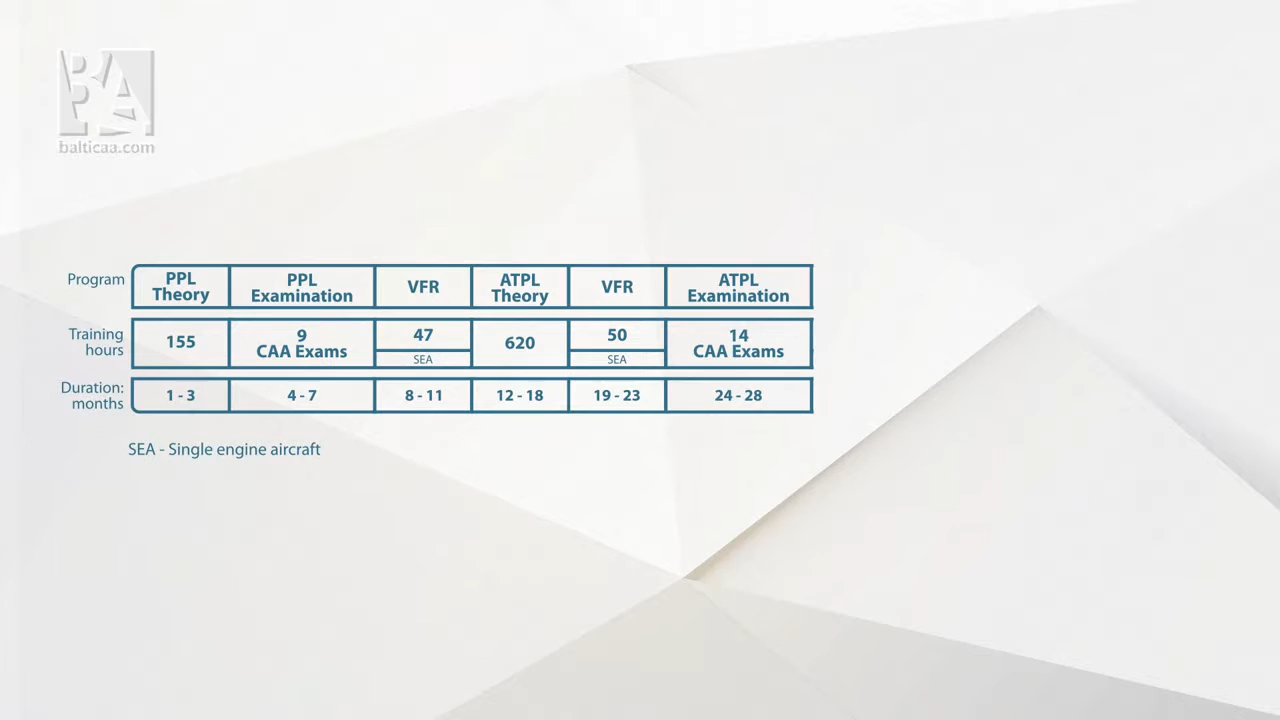 BAA
balticaa.com
Program
PPL Theory
PPL Examination
VFR
ATPL Theory
VFR
ATPL Examination
Training hours
155
9 CAA Exams
47
SEA
620
50
SEA
14 CAA Exams
Duration: months
1 - 3
4 - 7
8 - 11
12 - 18
19 - 23
24 - 28
SEA - Single engine aircraft